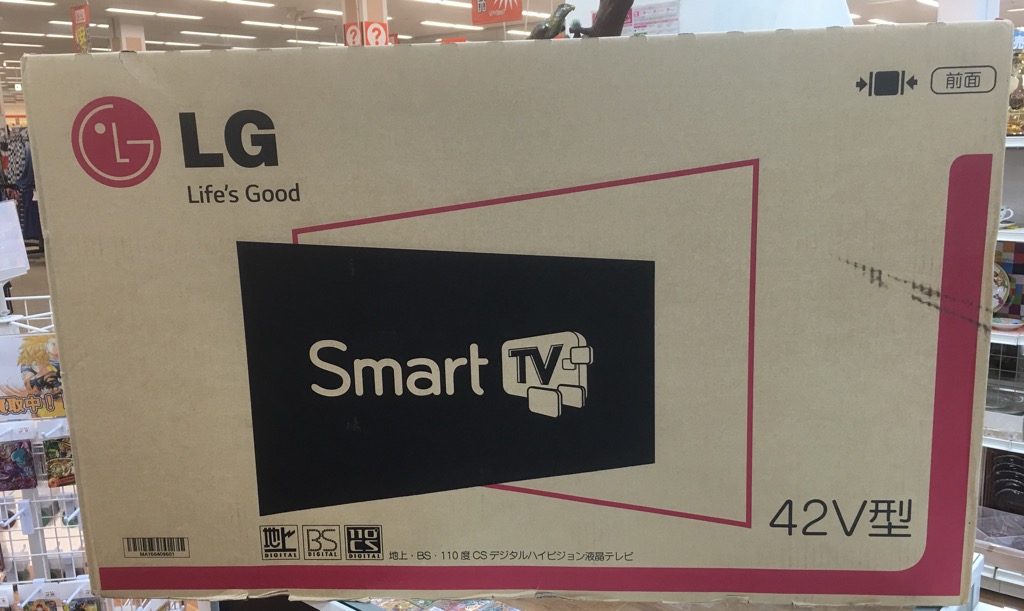 ? ?
前面
LG
Life's Good
Smart TV
取中!
42V型
地上 DIGITAL BS DIGITAL 110° CS DIGITAL
地上・BS・110度CSデジタルハイビジョン液晶テレビ